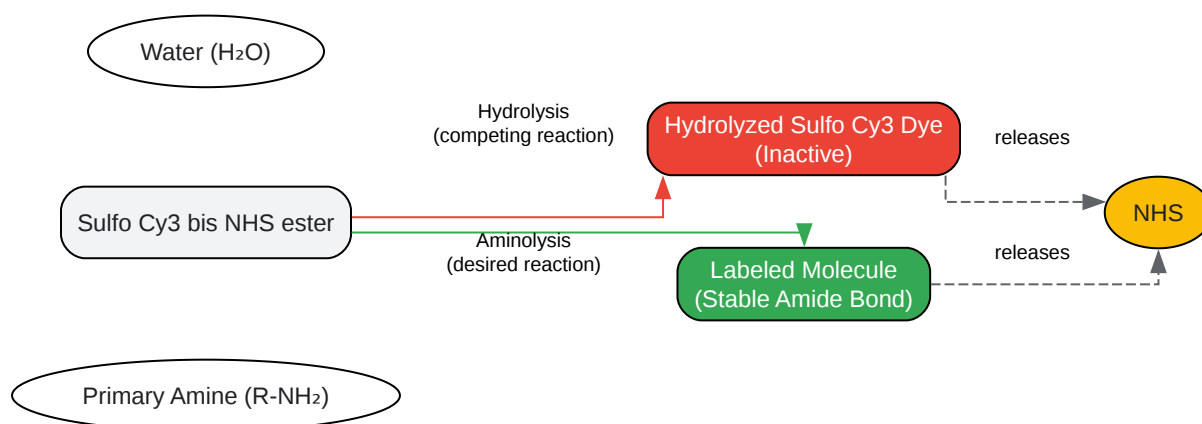 Water (H₂O)
Hydrolysis
(competing reaction)
Hydrolyzed Sulfo Cy3 Dye
(Inactive)
releases
Sulfo Cy3 bis NHS ester
NHS
Aminolysis
(desired reaction)
Labeled Molecule
(Stable Amide Bond)
releases
Primary Amine (R-NH₂)